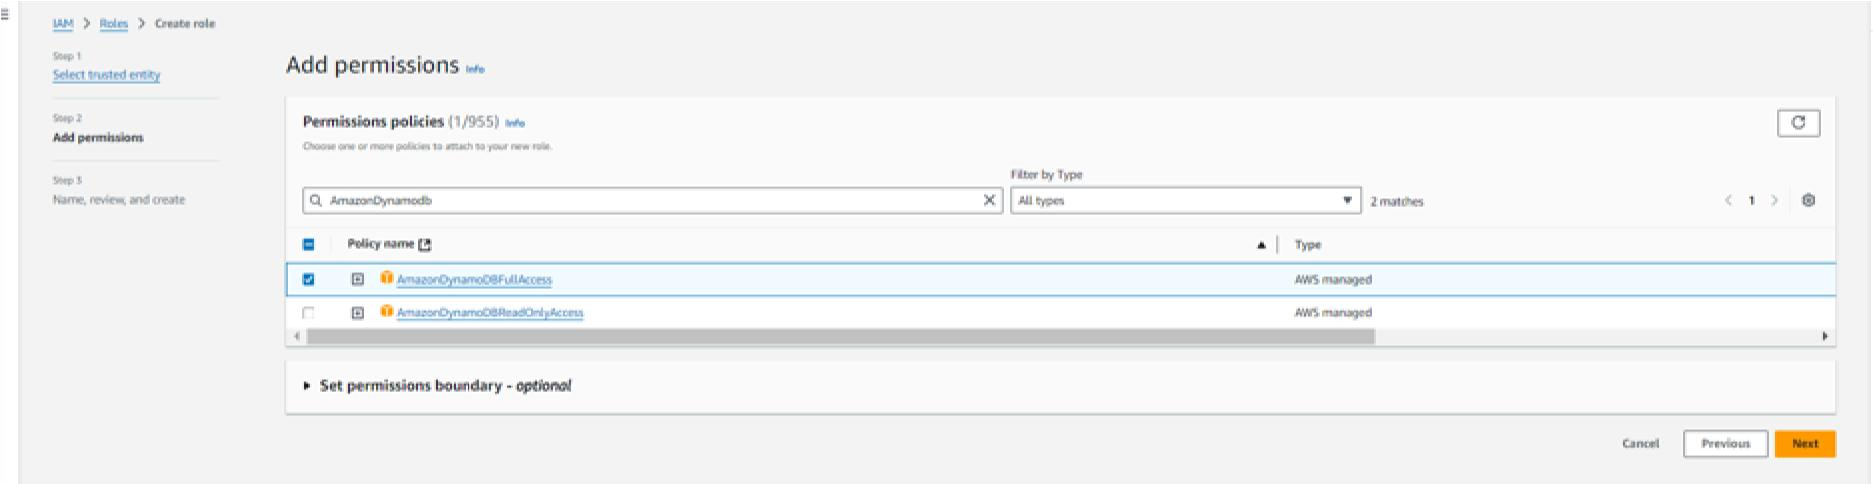 IAM > Roles > Create role
Step 1
Select trusted entity
Step 2
Add permissions
Step 3
Name, review, and create
Add permissions Info
Permissions policies (1/955) Info
Choose one or more policies to attach to your new role.
Filter by Type
AmazonDynamodb
All types
2 matches
1
Policy name
Type
AmazonDynamoDBFullAccess
AWS managed
AmazonDynamoDBReadOnlyAccess
AWS managed
Set permissions boundary - optional
Cancel
Previous
Next